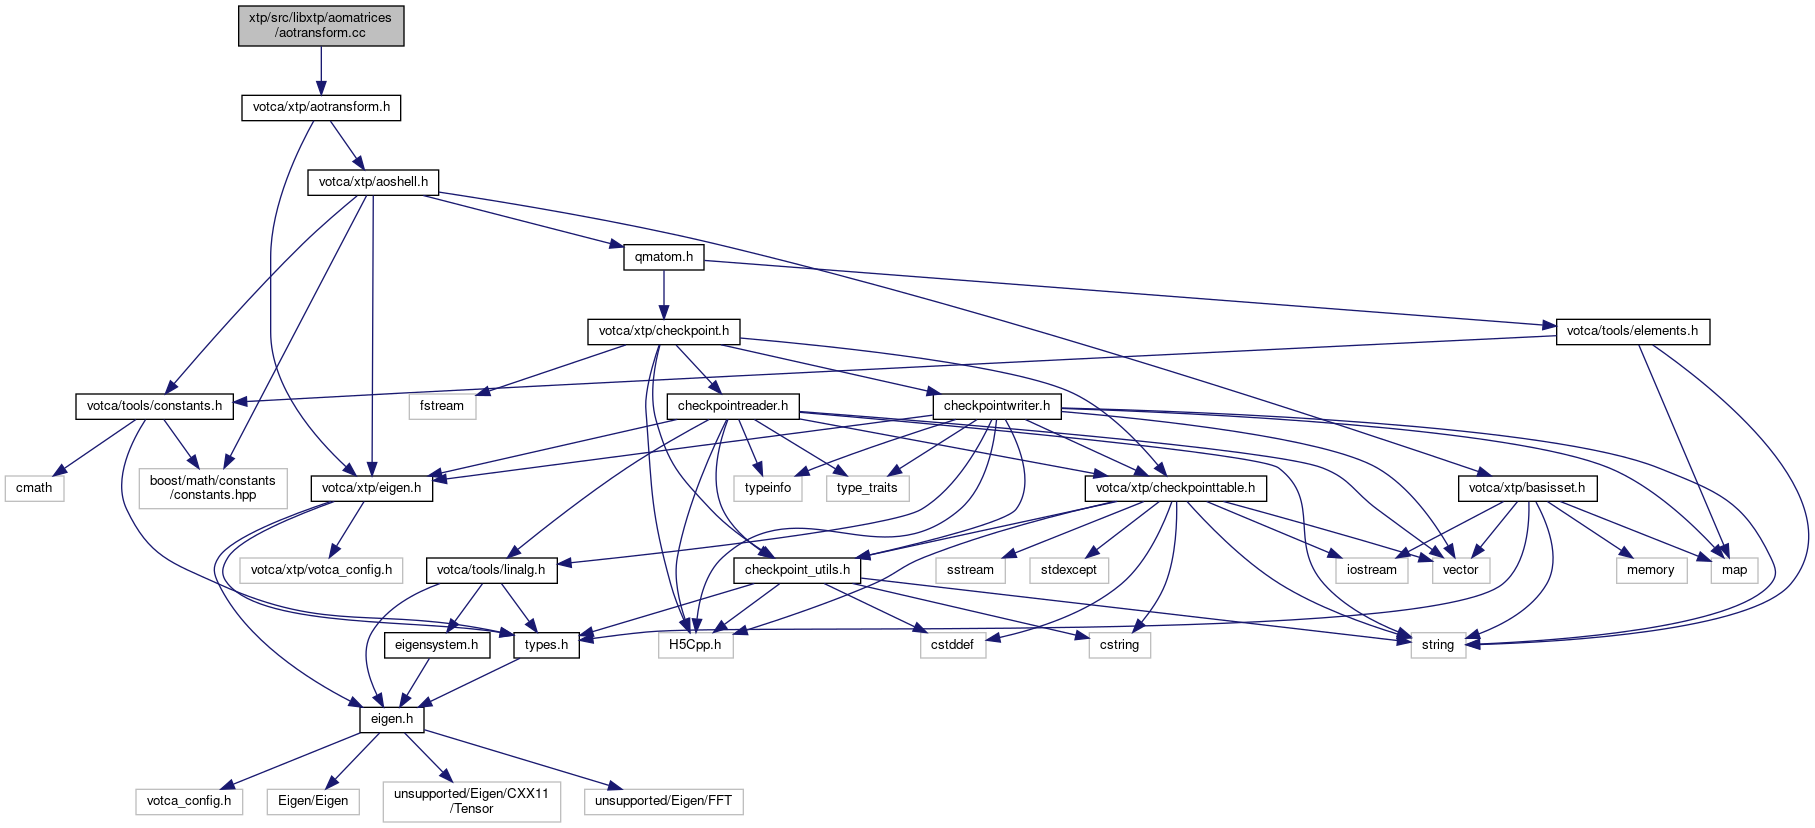 xtp/src/libxtp/aomatrices
/aotransform.cc
votca/xtp/aotransform.h
votca/xtp/aoshell.h
qmatom.h
votca/xtp/checkpoint.h
votca/tools/elements.h
votca/tools/constants.h
fstream
checkpointreader.h
checkpointwriter.h
cmath
boost/math/constants
/constants.hpp
votca/xtp/eigen.h
typeinfo
type_traits
votca/xtp/checkpointtable.h
votca/xtp/basisset.h
votca/xtp/votca_config.h
votca/tools/linalg.h
checkpoint_utils.h
sstream
stdexcept
iostream
vector
memory
map
eigensystem.h
types.h
H5Cpp.h
cstddef
cstring
string
eigen.h
votca_config.h
Eigen/Eigen
unsupported/Eigen/CXX11
/Tensor
unsupported/Eigen/FFT